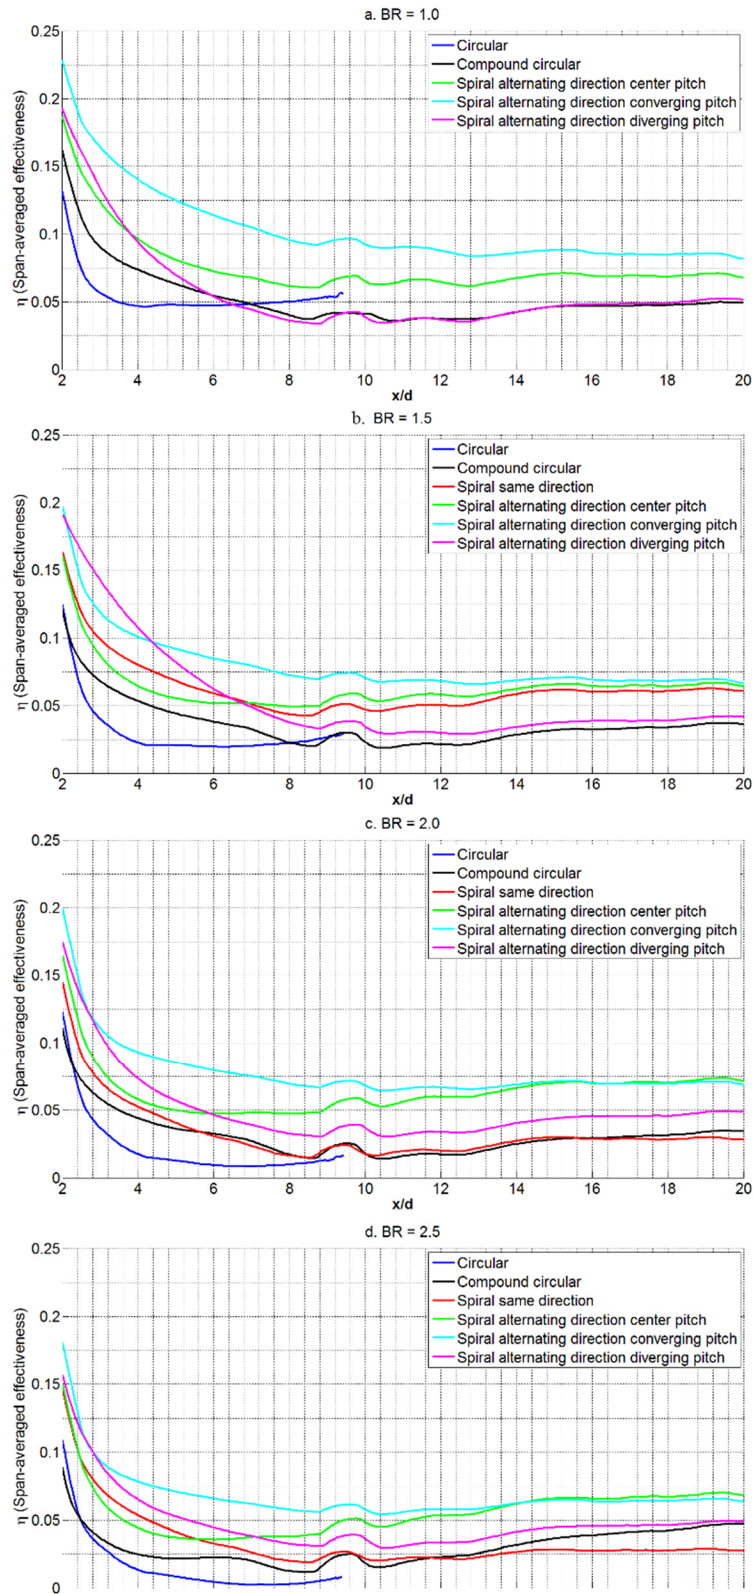 a. BR = 1.0
η (Span-averaged effectiveness)
0.25
0.2
0.15
0.1
0.05
0
Circular
Compound circular
Spiral alternating direction center pitch
Spiral alternating direction converging pitch
Spiral alternating direction diverging pitch
2 4 6 8 10 12 14 16 18 20
x/d
b. BR = 1.5
η (Span-averaged effectiveness)
0.25
0.2
0.15
0.1
0.05
0
Circular
Compound circular
Spiral same direction
Spiral alternating direction center pitch
Spiral alternating direction converging pitch
Spiral alternating direction diverging pitch
2 4 6 8 10 12 14 16 18 20
x/d
c. BR = 2.0
η (Span-averaged effectiveness)
0.25
0.2
0.15
0.1
0.05
0
Circular
Compound circular
Spiral same direction
Spiral alternating direction center pitch
Spiral alternating direction converging pitch
Spiral alternating direction diverging pitch
2 4 6 8 10 12 14 16 18 20
x/d
d. BR = 2.5
η (Span-averaged effectiveness)
0.25
0.2
0.15
0.1
0.05
0
Circular
Compound circular
Spiral same direction
Spiral alternating direction center pitch
Spiral alternating direction converging pitch
Spiral alternating direction diverging pitch